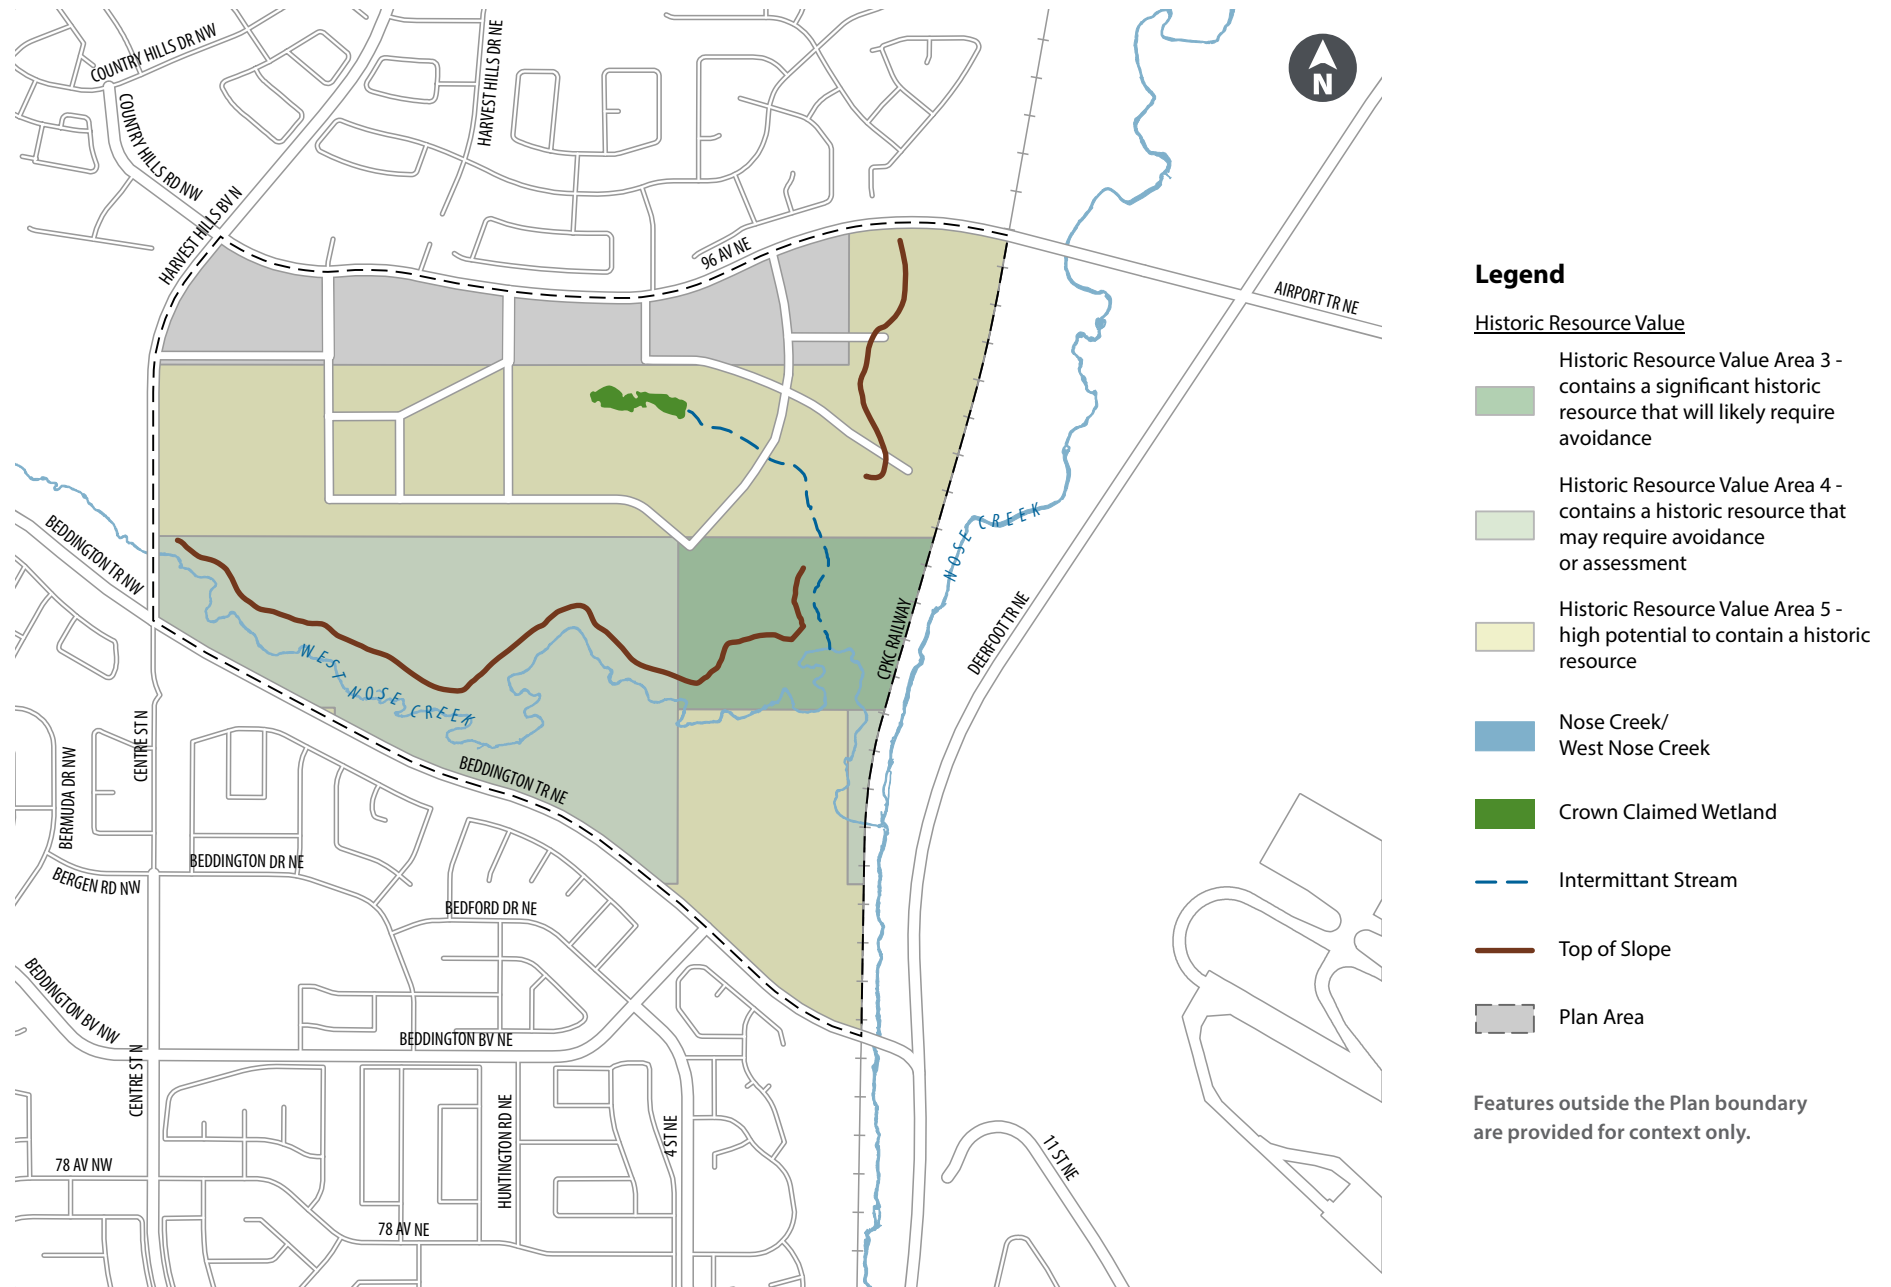 COUNTRY HILLS DR NW
HARVEST HILLS DR NE
COUNTRY HILLS RD NW
HARVEST HILLS BV N
96 AV NE
N
AIRPORT TR NE
BEDDINGTON TR NW
NOSE CREEK
WEST NOSE CREEK
CPKC RAILWAY
DEERFOOT TR NE
CENTRE ST N
BERMUDA DR NW
BEDDINGTON TR NE
BEDDINGTON DR NE
BERGEN RD NW
BEDFORD DR NE
BEDDINGTON BV NW
BEDDINGTON BV NE
CENTRE ST N
HUNTINGTON RD NE
4 ST NE
11 ST NE
78 AV NW
78 AV NE
Legend
Historic Resource Value
Historic Resource Value Area 3 -
contains a significant historic
resource that will likely require
avoidance
Historic Resource Value Area 4 -
contains a historic resource that
may require avoidance
or assessment
Historic Resource Value Area 5 -
high potential to contain a historic
resource
Nose Creek/
West Nose Creek
Crown Claimed Wetland
Intermittant Stream
Top of Slope
Plan Area
Features outside the Plan boundary
are provided for context only.